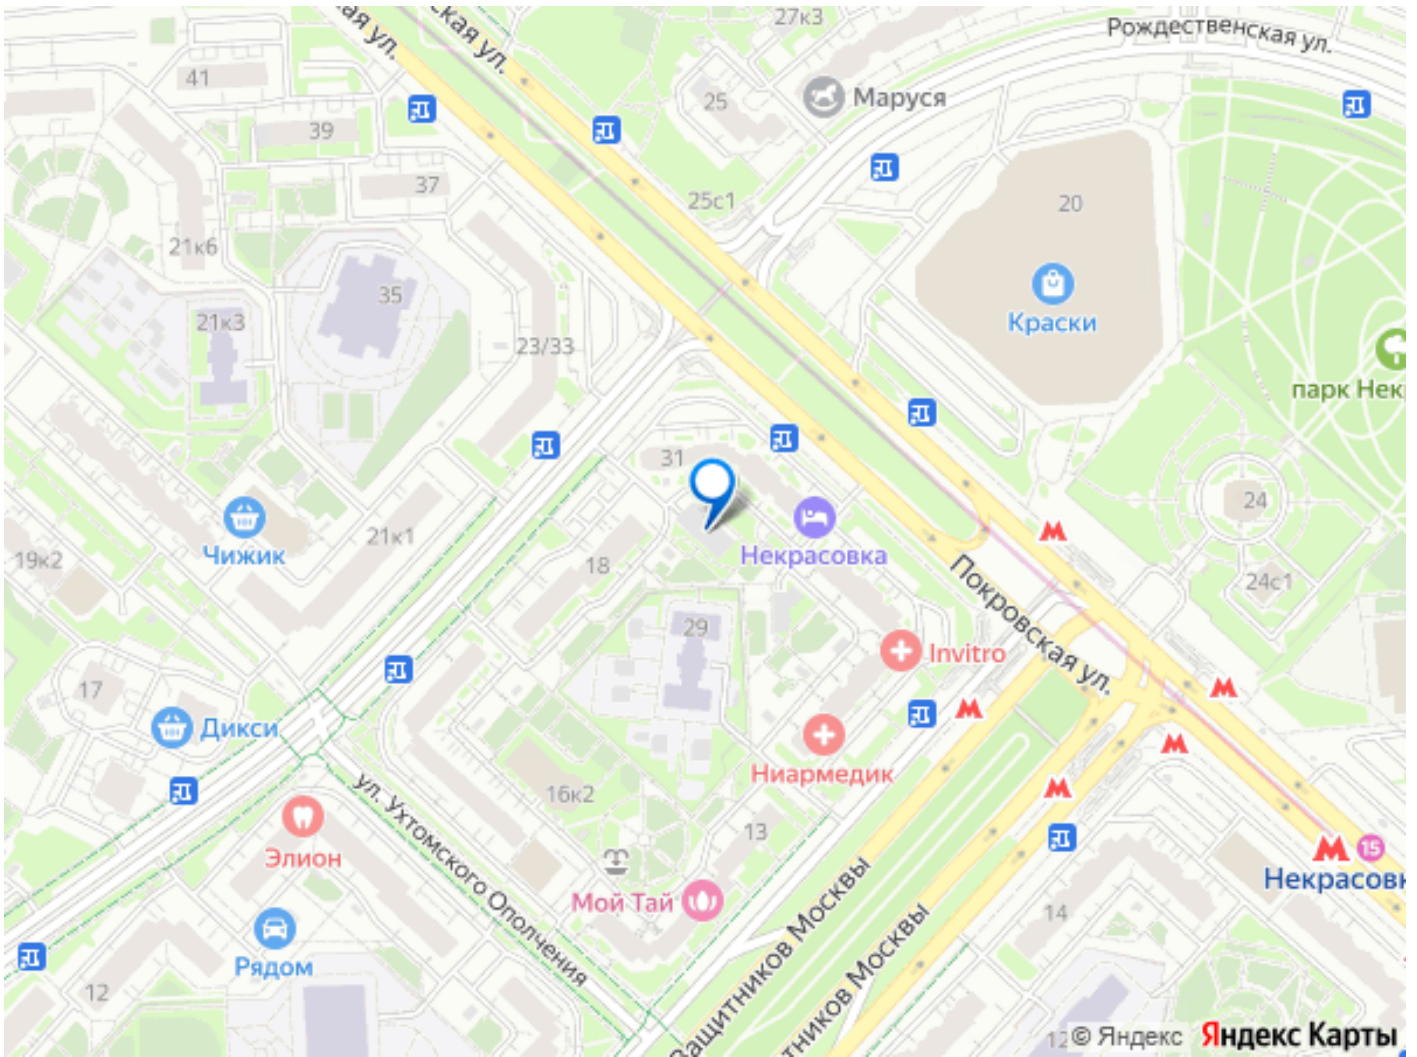 27к3
Рождественская ул.
ая ул.
ская ул.
41
25
Маруся
39
37
25с1
20
21к6
35
21к3
Краски
23/33
парк Нек
31
24
Чижик
21к1
Некрасовка
19к2
18
24с1
Покровская ул.
29
Invitro
17
Дикси
Ниармедик
16к2
ул. Ухтомского Ополчения
13
Элион
15
Некрасовк
Мой Тай
Защитников Москвы
14
тников Москвы
Рядом
12
12
© Яндекс
Яндекс Карты